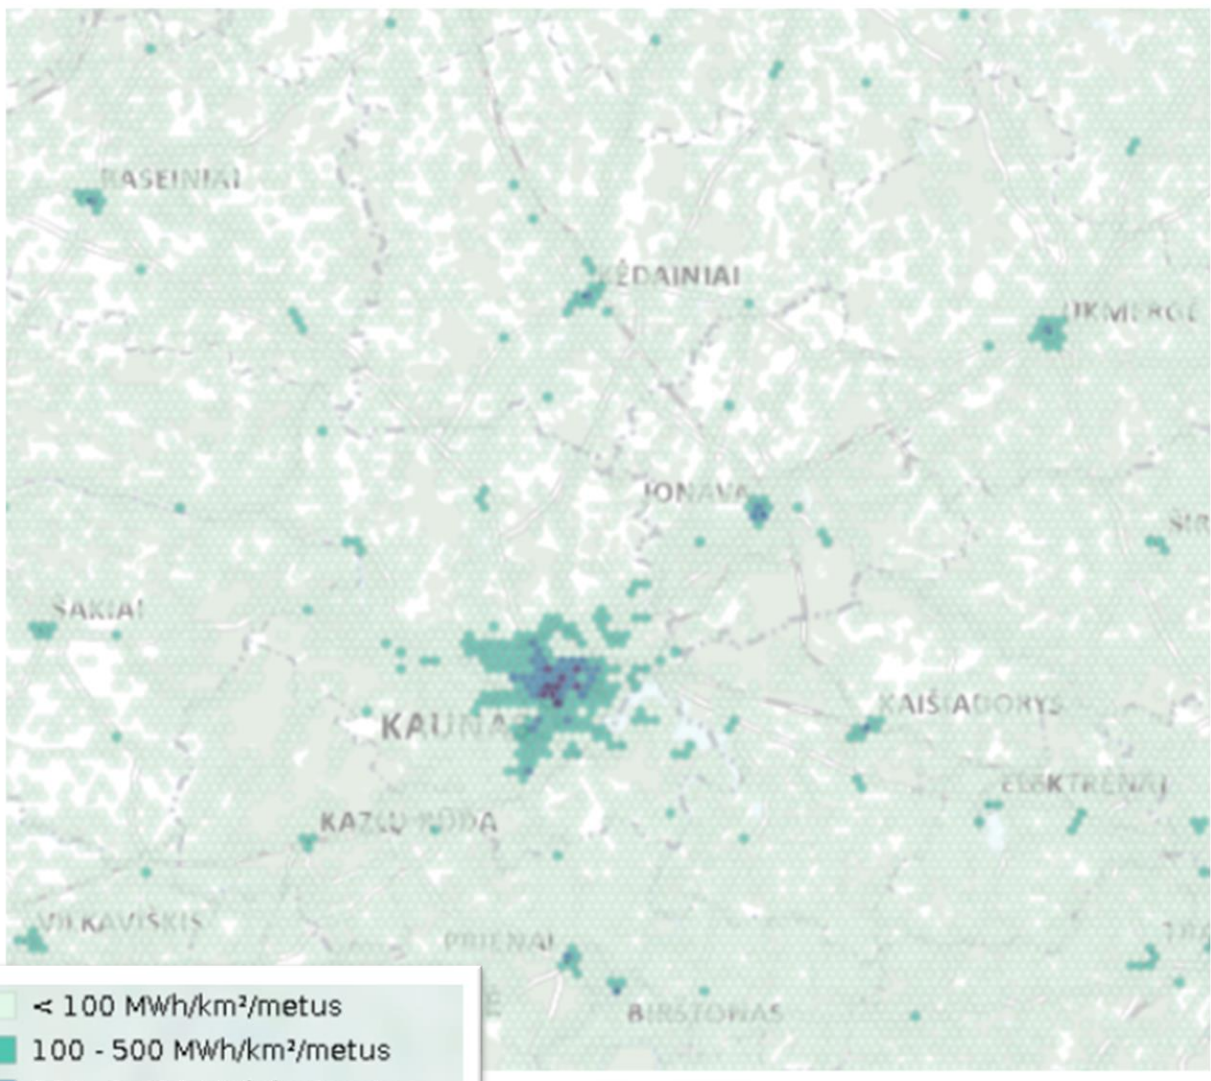 RASEINIAI
KĖDAINIAI
UKMERGĖ
JONAVA
ŠIR
ŠAKIAI
KAIŠIADORYS
KAUNAS
ELEKTRĖNAI
KAZLŲ RŪDA
VILKAVIŠKIS
PRIENAI
BIRŠTONAS
< 100 MWh/km²/metus
100 - 500 MWh/km²/metus